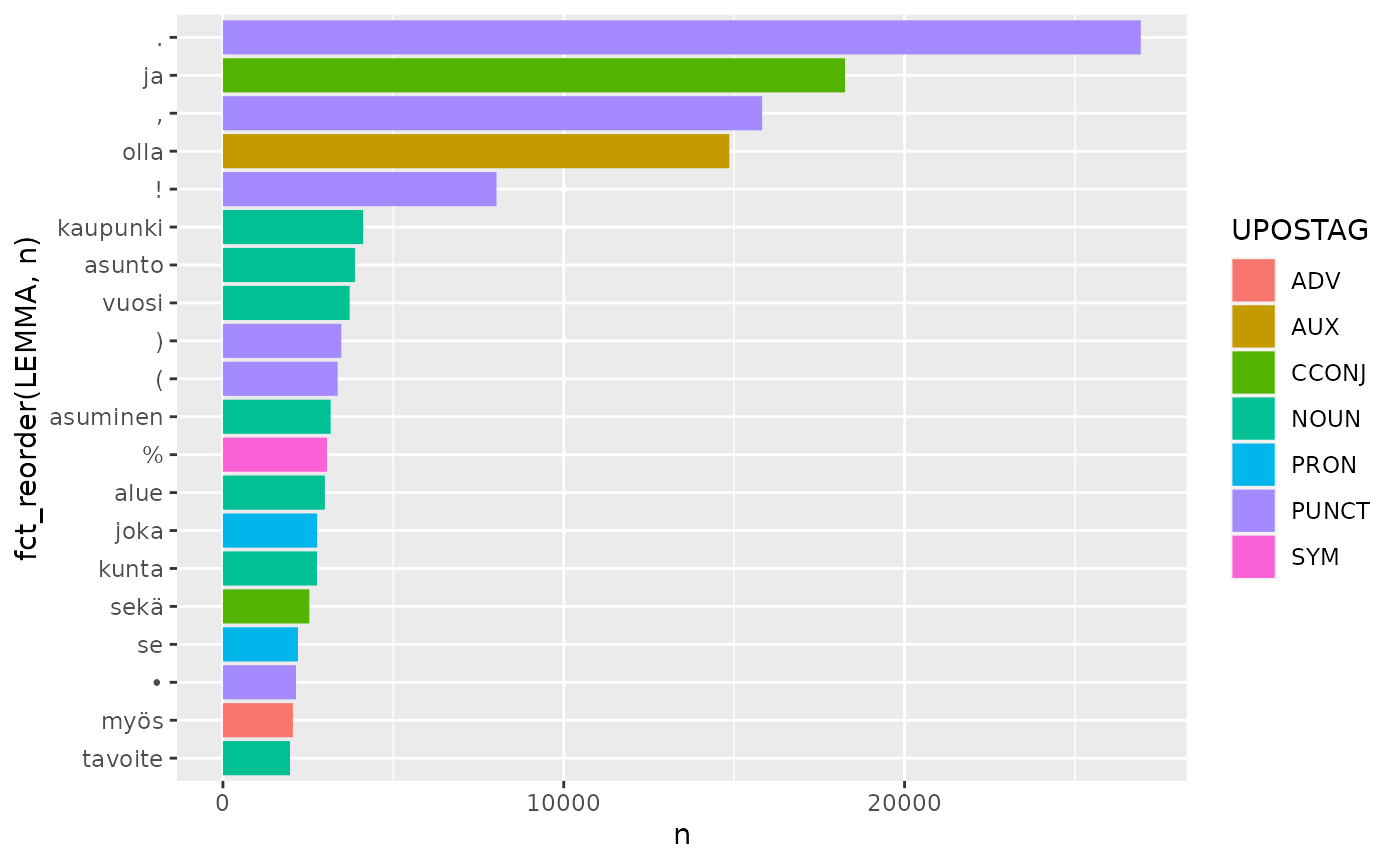 fct_reorder(LEMMA, n)
.
ja
,
olla
!
kaupunki
asunto
vuosi
)
(
asuminen
%
alue
joka
kunta
sekä
se
•
myös
tavoite
0 10000 20000
n
UPOSTAG
ADV
AUX
CCONJ
NOUN
PRON
PUNCT
SYM